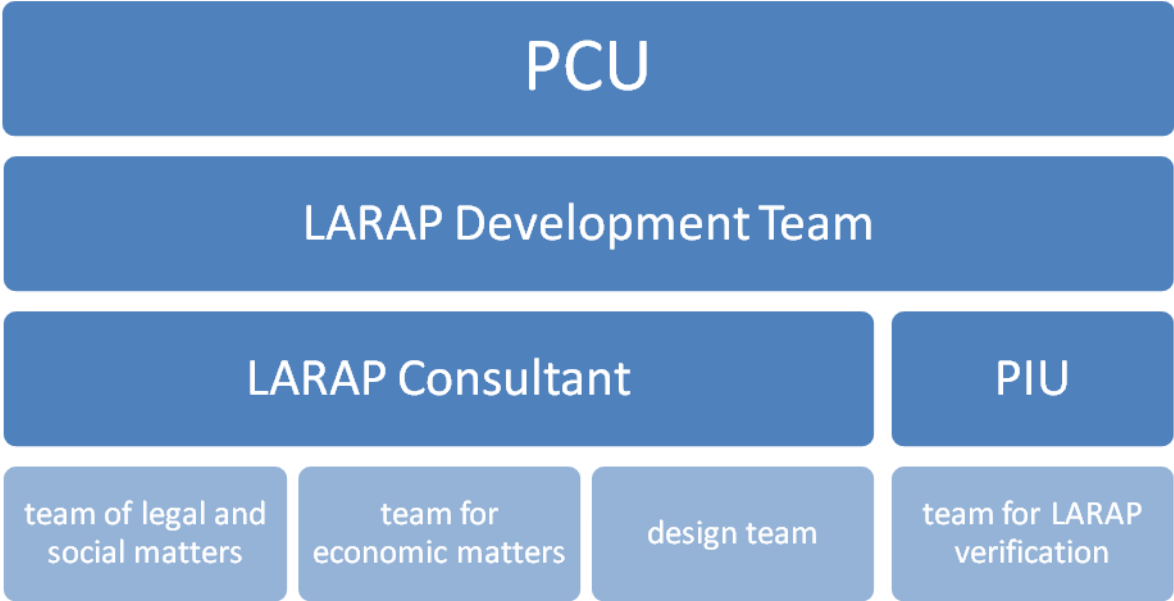 PCU
LARAP Development Team
LARAP Consultant
PIU
team of legal and
social matters
team for
economic matters
design team
team for LARAP
verification